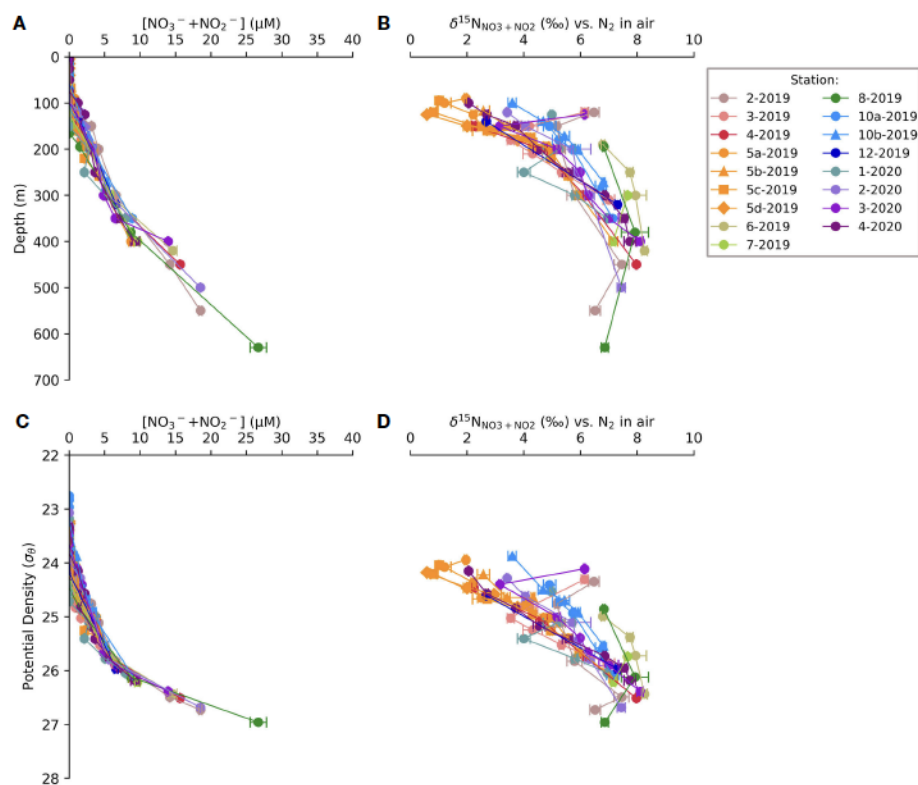 A
[NO₃⁻+NO₂⁻] (μM)
0 5 10 15 20 25 30 35 40
B
δ¹⁵N_NO3+NO2 (‰) vs. N₂ in air
0 2 4 6 8 10
0
100
200
300
400
500
600
700
Depth (m)
Station:
2-2019
3-2019
4-2019
5a-2019
5b-2019
5c-2019
5d-2019
6-2019
7-2019
8-2019
10a-2019
10b-2019
12-2019
1-2020
2-2020
3-2020
4-2020
C
[NO₃⁻+NO₂⁻] (μM)
0 5 10 15 20 25 30 35 40
D
δ¹⁵N_NO3+NO2 (‰) vs. N₂ in air
0 2 4 6 8 10
22
23
24
25
26
27
28
Potential Density (σ_θ)